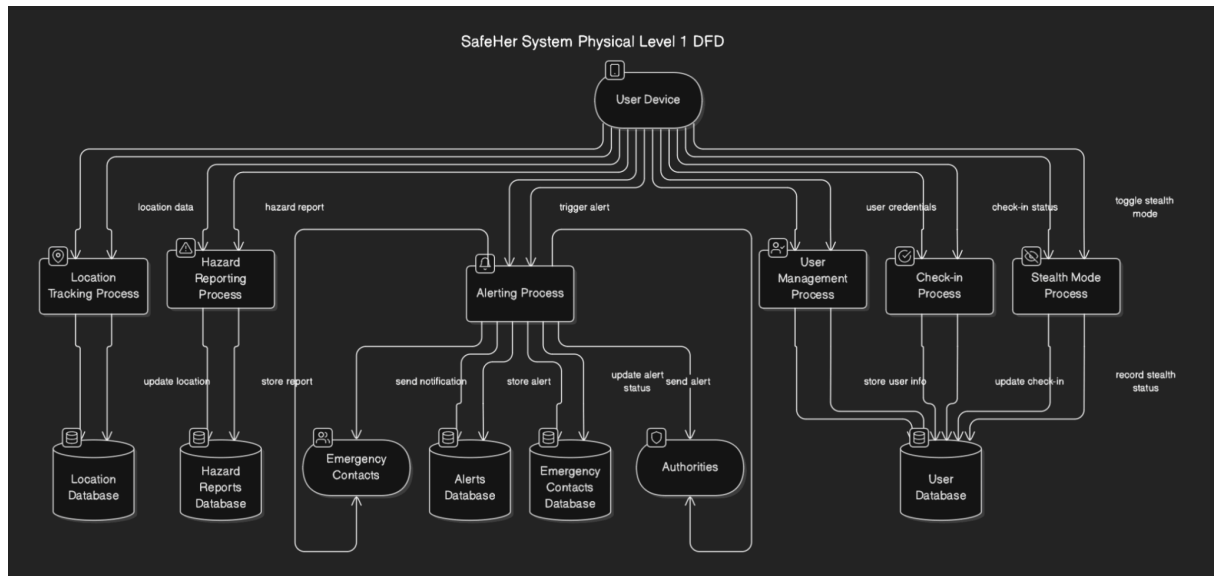 SafeHer System Physical Level 1 DFD
User Device
location data
hazard report
trigger alert
user credentials
check-in status
toggle stealth
mode
Location
Tracking Process
Hazard
Reporting
Process
Alerting Process
User
Management
Process
Check-in
Process
Stealth Mode
Process
update location
store report
send notification
store alert
update alert
status
send alert
store user info
update check-in
record stealth
status
Location
Database
Hazard
Reports
Database
Emergency
Contacts
Alerts
Database
Emergency
Contacts
Database
Authorities
User
Database